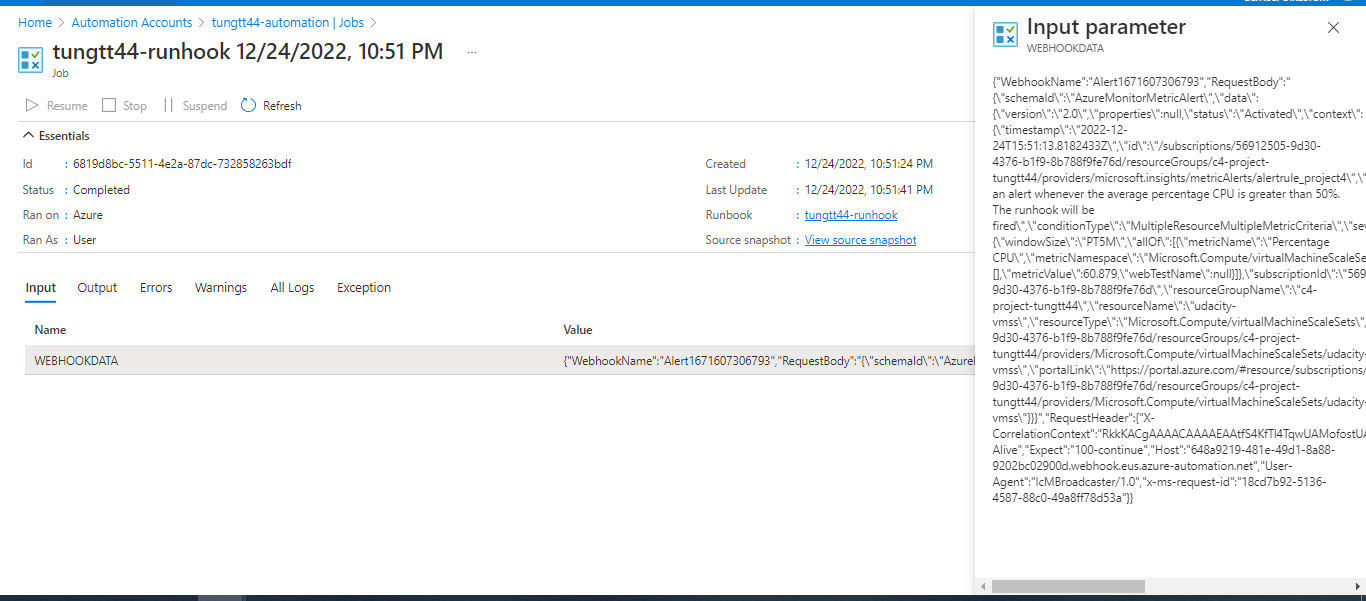 Home > Automation Accounts > tungtt44-automation | Jobs >
tungtt44-runhook 12/24/2022, 10:51 PM ...
Job
Resume Stop Suspend Refresh
Essentials
Id : 6819d8bc-5511-4e2a-87dc-732858263bdf
Status : Completed
Ran on : Azure
Ran As : User
Created : 12/24/2022, 10:51:24 PM
Last Update : 12/24/2022, 10:51:41 PM
Runbook : tungtt44-runhook
Source snapshot : View source snapshot
Input Output Errors Warnings All Logs Exception
Name Value
WEBHOOKDATA {"WebhookName":"Alert1671607306793","RequestBody":"{\"schemaId\":\"Azurel
Input parameter
WEBHOOKDATA
{"WebhookName":"Alert1671607306793","RequestBody":"
{\"schemaId\":\"AzureMonitorMetricAlert\",\"data\":
{\"version\":\"2.0\",\"properties\":null,\"status\":\"Activated\",\"context\":
{\"timestamp\":\"2022-12-
24T15:51:13.8182433Z\",\"id\":\"/subscriptions/56912505-9d30-
4376-b1f9-8b788f9fe76d/resourceGroups/c4-project-
tungtt44/providers/microsoft.insights/metricAlerts/alertrule_project4\",\"
an alert whenever the average percentage CPU is greater than 50%.
The runhook will be
fired\",\"conditionType\":\"MultipleResourceMultipleMetricCriteria\",\"sev
{\"windowSize\":\"PT5M\",\"allOf\":[{\"metricName\":\"Percentage
CPU\",\"metricNamespace\":\"Microsoft.Compute/virtualMachineScaleSe
[],\"metricValue\":60.879,\"webTestName\":null}]},\"subscriptionId\":\"569
9d30-4376-b1f9-8b788f9fe76d\",\"resourceGroupName\":\"c4-
project-tungtt44\",\"resourceName\":\"udacity-
vmss\",\"resourceType\":\"Microsoft.Compute/virtualMachineScaleSets\",
9d30-4376-b1f9-8b788f9fe76d/resourceGroups/c4-project-
tungtt44/providers/Microsoft.Compute/virtualMachineScaleSets/udacity-
vmss\",\"portalLink\":\"https://portal.azure.com/#resource/subscriptions/
9d30-4376-b1f9-8b788f9fe76d/resourceGroups/c4-project-
tungtt44/providers/Microsoft.Compute/virtualMachineScaleSets/udacity-
vmss\"}}}","RequestHeader":{"X-
CorrelationContext":"RkkKACgAAAACAAAAEAAtfS4KfTl4TqwUAMofostUA
Alive","Expect":"100-continue","Host":"648a9219-481e-49d1-8a88-
9202bc02900d.webhook.eus.azure-automation.net","User-
Agent":"IcMBroadcaster/1.0","x-ms-request-id":"18cd7b92-5136-
4587-88c0-49a8ff78d53a"}}